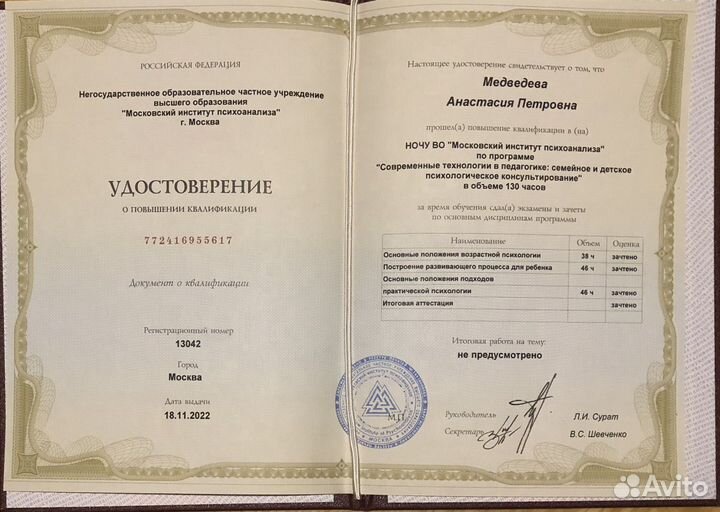 РОССИЙСКАЯ ФЕДЕРАЦИЯ
Негосударственное образовательное частное учреждение
высшего образования
"Московский институт психоанализа"
г. Москва
УДОСТОВЕРЕНИЕ
О ПОВЫШЕНИИ КВАЛИФИКАЦИИ
772416955617
Документ о квалификации
Регистрационный номер
13042
Город
Москва
Дата выдачи
18.11.2022
Настоящее удостоверение свидетельствует о том, что
Медведева
Анастасия Петровна
прошел(а) повышение квалификации в (на)
НОЧУ ВО "Московский институт психоанализа"
по программе
"Современные технологии в педагогике: семейное и детское
психологическое консультирование"
в объеме 130 часов
за время обучения сдал(а) экзамены и зачеты
по основным дисциплинам программы
Наименование Объем Оценка
Основные положения возрастной психологии 38 ч зачтено
Построение развивающего процесса для ребенка 46 ч зачтено
Основные положения подходов
практической психологии 46 ч зачтено
Итоговая аттестация зачтено
Итоговая работа на тему:
не предусмотрено
М.П.
Руководитель Л.И. Сурат
Секретарь В.С. Шевченко
Avito